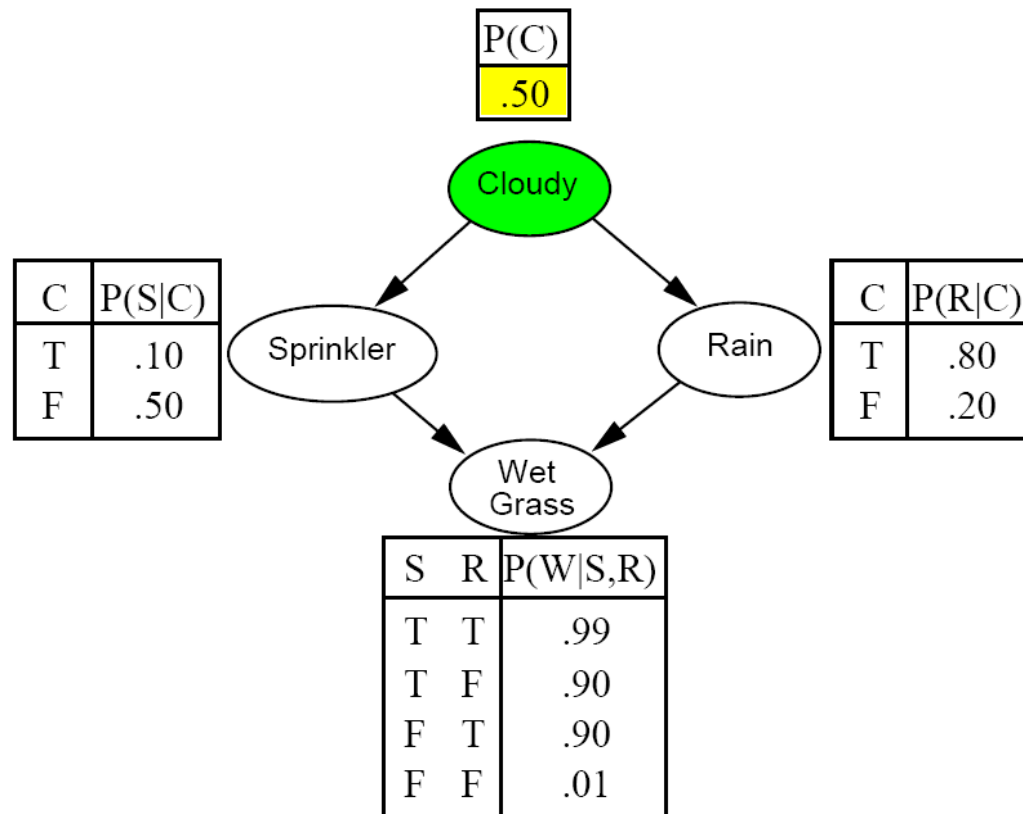 P(C)
.50
Cloudy
C P(S|C)
T .10
F .50
Sprinkler
Rain
C P(R|C)
T .80
F .20
Wet
Grass
S R P(W|S,R)
T T .99
T F .90
F T .90
F F .01